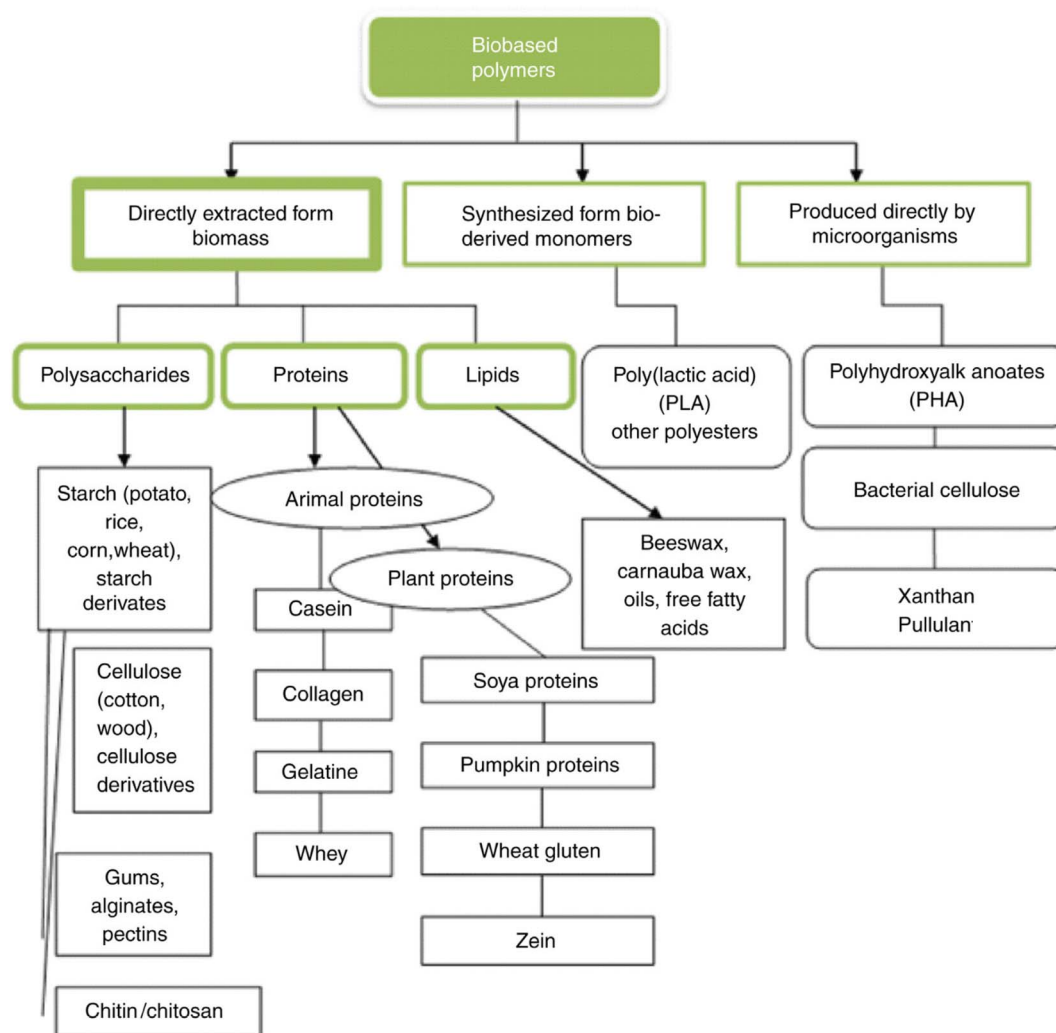 Biobased
polymers
Directly extracted form
biomass
Synthesized form bio-
derived monomers
Produced directly by
microorganisms
Polysaccharides
Proteins
Lipids
Poly(lactic acid)
(PLA)
other polyesters
Polyhydroxyalk anoates
(PHA)
Starch (potato,
rice,
corn,wheat),
starch
derivates
Arimal proteins
Bacterial cellulose
Plant proteins
Beeswax,
carnauba wax,
oils, free fatty
acids
Xanthan
Pullulan
Casein
Cellulose
(cotton,
wood),
cellulose
derivatives
Collagen
Soya proteins
Gelatine
Pumpkin proteins
Whey
Wheat gluten
Gums,
alginates,
pectins
Zein
Chitin/chitosan